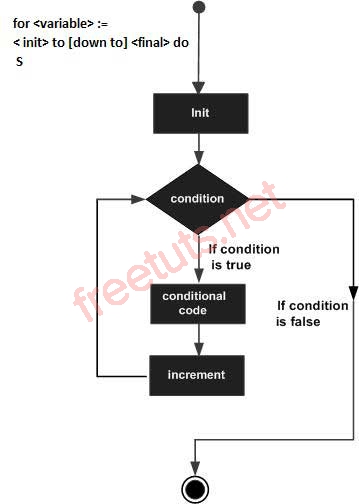 for <variable> :=
< init> to [down to] <final> do
S
Init
condition
If condition
is true
If condition
is false
conditional
code
increment
freetuts.net